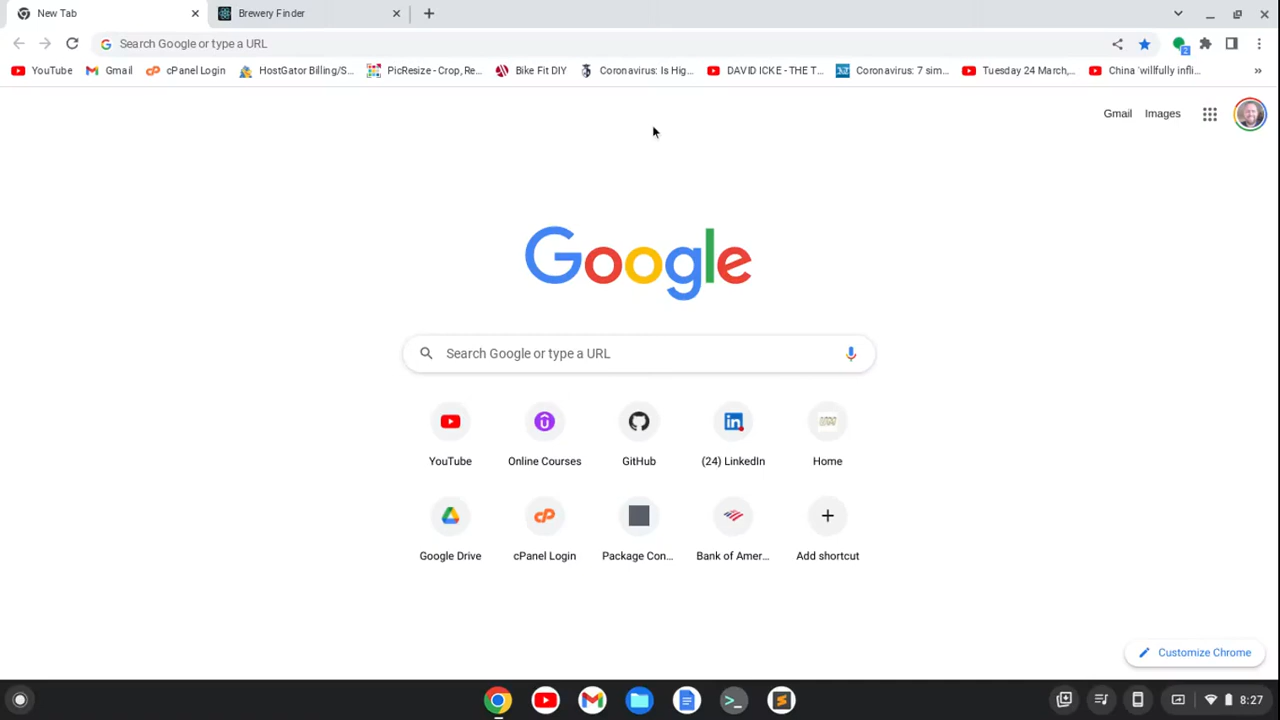 New Tab
Brewery Finder
Search Google or type a URL
YouTube
Gmail
cPanel Login
HostGator Billing/S...
PicResize - Crop, Re...
Bike Fit DIY
Coronavirus: Is Hig...
DAVID ICKE - THE T...
Coronavirus: 7 sim...
Tuesday 24 March,...
China 'willfully infli...
Gmail
Images
Google
Search Google or type a URL
YouTube
Online Courses
GitHub
(24) LinkedIn
Home
Google Drive
cPanel Login
Package Con...
Bank of Amer...
Add shortcut
Customize Chrome
8:27